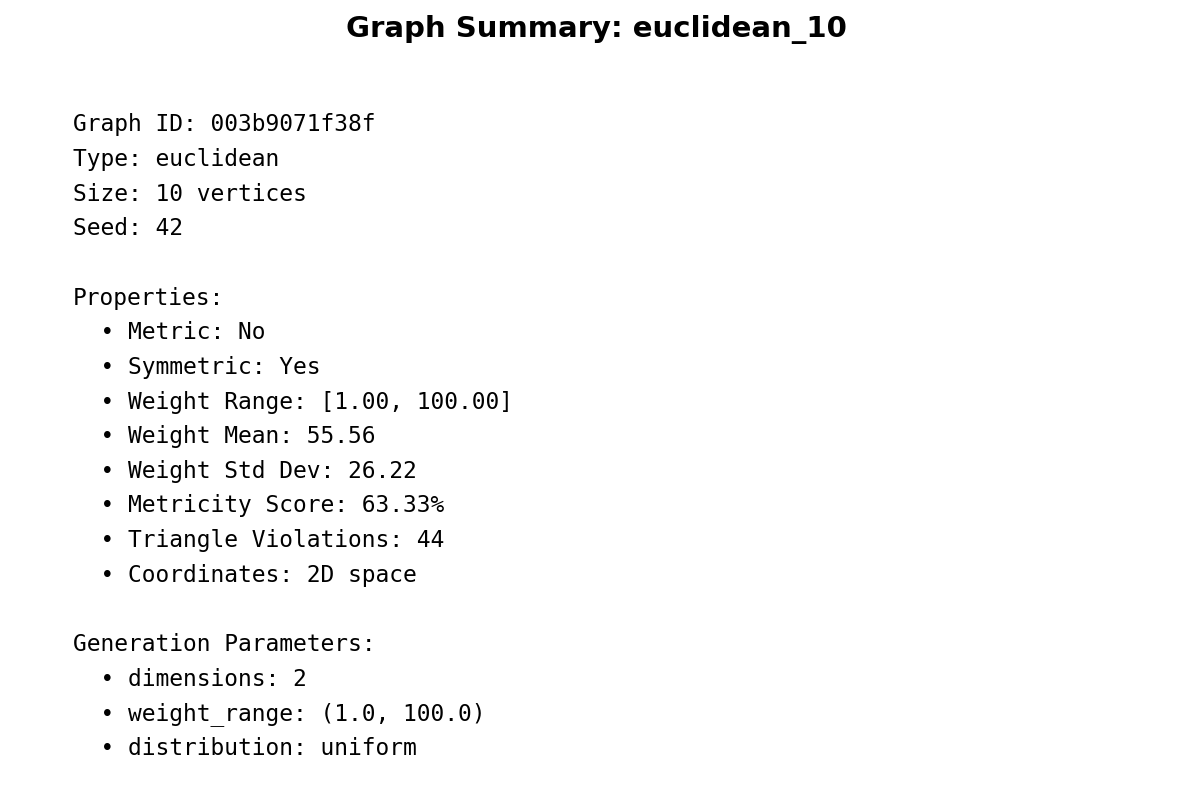 Graph Summary: euclidean_10
Graph ID: 003b9071f38f
Type: euclidean
Size: 10 vertices
Seed: 42
Properties:
• Metric: No
• Symmetric: Yes
• Weight Range: [1.00, 100.00]
• Weight Mean: 55.56
• Weight Std Dev: 26.22
• Metricity Score: 63.33%
• Triangle Violations: 44
• Coordinates: 2D space
Generation Parameters:
• dimensions: 2
• weight_range: (1.0, 100.0)
• distribution: uniform